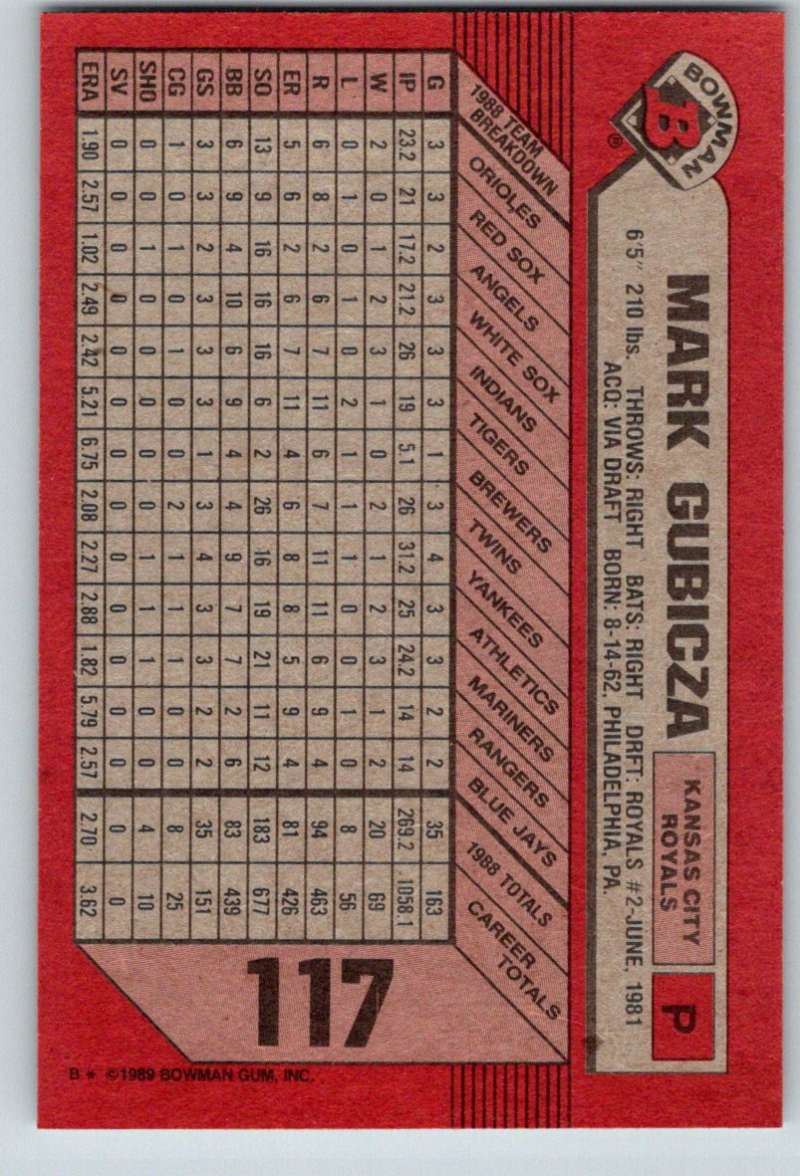 BOWMAN
B
®
MARK GUBICZA
KANSAS CITY
ROYALS
P
6'5" 210 lbs. THROWS: RIGHT BATS: RIGHT DRFT: ROYALS #2-JUNE, 1981
ACQ: VIA DRAFT BORN: 8-14-62, PHILADELPHIA, PA.
1988 TEAM
BREAKDOWN
ORIOLES
RED SOX
ANGELS
WHITE SOX
INDIANS
TIGERS
BREWERS
TWINS
YANKEES
ATHLETICS
MARINERS
RANGERS
BLUE JAYS
1988 TOTALS
CAREER
TOTALS
G 3 3 2 3 3 3 1 3 4 3 3 2 2 35 163
IP 23.2 21 17.2 21.2 26 19 5.1 26 31.2 25 24.2 14 14 269.2 1058.1
W 2 0 1 2 3 1 0 2 1 2 3 1 2 20 69
L 0 1 0 1 0 2 1 1 1 0 0 1 0 8 56
R 6 8 2 6 7 11 6 7 11 11 6 9 4 94 463
ER 5 6 2 6 7 11 4 6 8 8 5 9 4 81 426
SO 13 9 16 16 16 6 2 26 16 19 21 11 12 183 677
BB 6 9 4 10 6 9 4 4 9 7 7 2 6 83 439
GS 3 3 2 3 3 3 1 3 4 3 3 2 2 35 151
CG 1 0 1 0 1 0 0 2 1 1 1 0 0 8 25
SHO 0 0 1 0 0 0 0 0 1 1 1 0 0 4 10
SV 0 0 0 0 0 0 0 0 0 0 0 0 0 0 0
ERA 1.90 2.57 1.02 2.49 2.42 5.21 6.75 2.08 2.27 2.88 1.82 5.79 2.57 2.70 3.62
117
B * ©1989 BOWMAN GUM, INC.